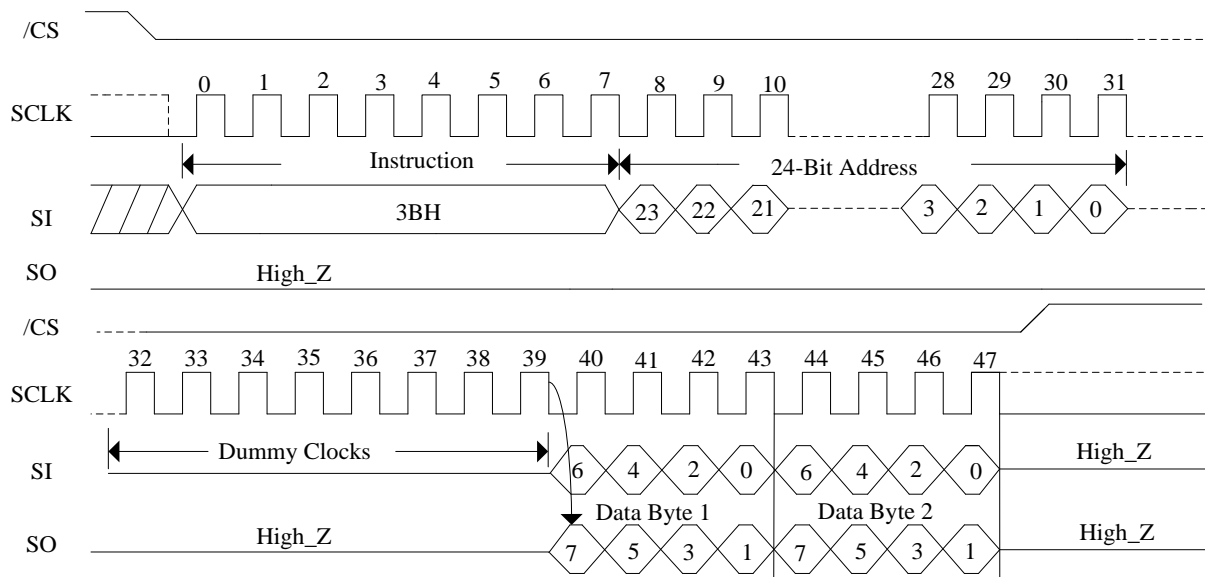 /CS
0 1 2 3 4 5 6 7 8 9 10 28 29 30 31
SCLK
Instruction 24-Bit Address
SI 3BH 23 22 21 3 2 1 0
SO High_Z
/CS
32 33 34 35 36 37 38 39 40 41 42 43 44 45 46 47
SCLK
Dummy Clocks
SI 6 4 2 0 6 4 2 0 High_Z
Data Byte 1 Data Byte 2
SO High_Z 7 5 3 1 7 5 3 1 High_Z